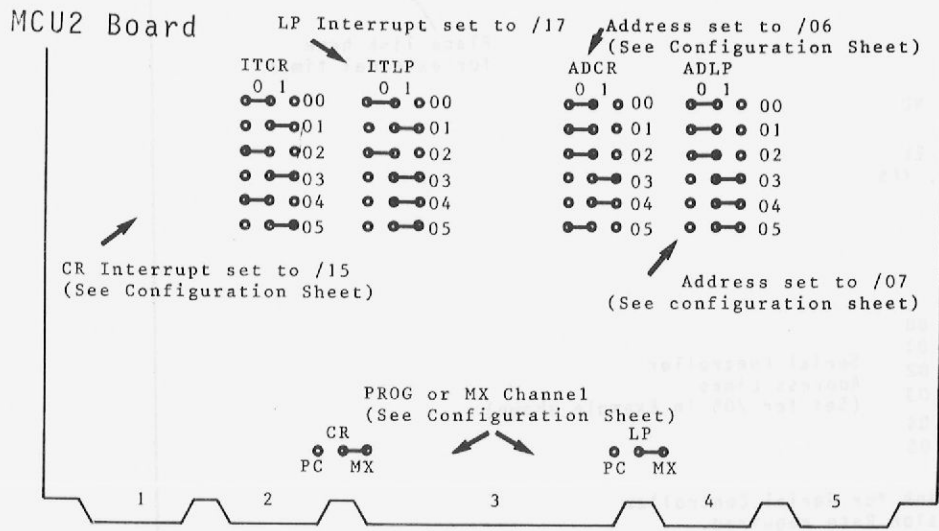 MCU2 Board
LP Interrupt set to /17
Address set to /06
(See Configuration Sheet)
ITCR ITLP ADCR ADLP
0 1 0 1 0 1 0 1
00 00 00 00
01 01 01 01
02 02 02 02
03 03 03 03
04 04 04 04
05 05 05 05
CR Interrupt set to /15
(See Configuration Sheet)
Address set to /07
(See configuration sheet)
PROG or MX Channel
(See Configuration Sheet)
CR LP
PC MX PC MX
1 2 3 4 5